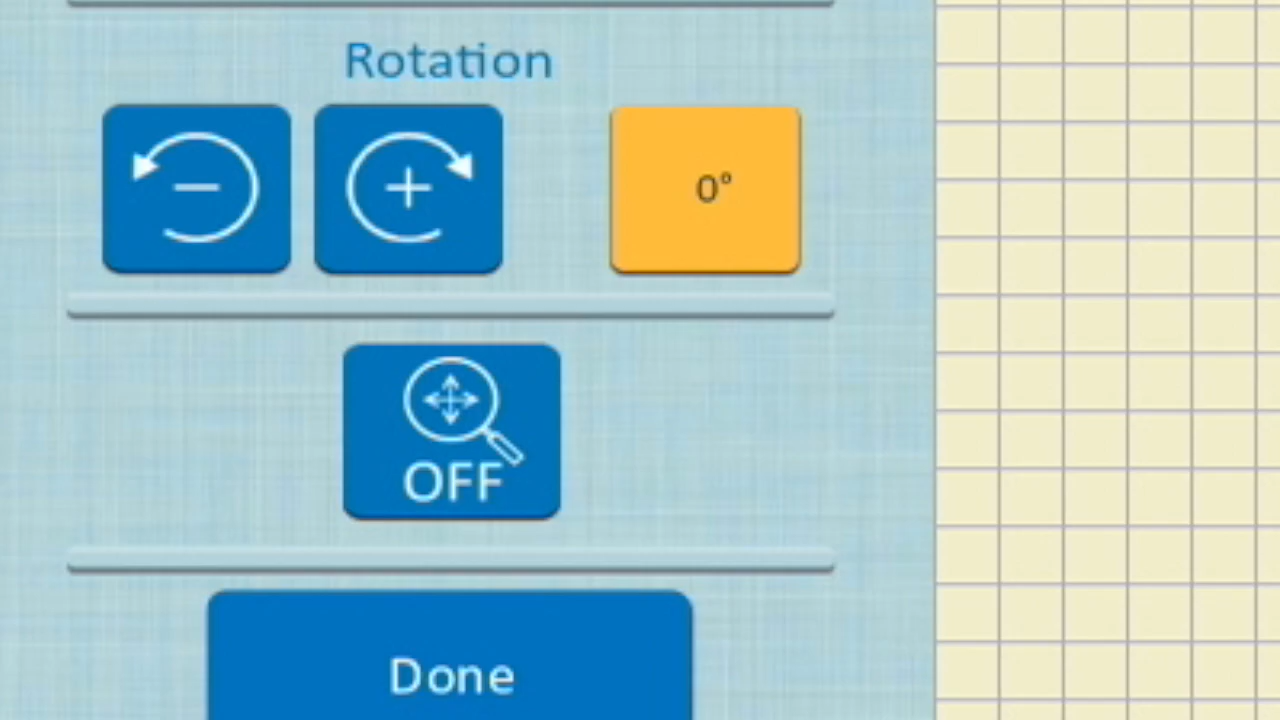 Rotation
− + 0°
OFF
Done